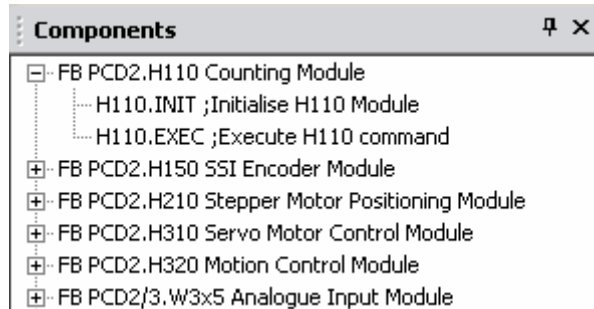 Components
FB PCD2.H110 Counting Module
H110.INIT ;Initialise H110 Module
H110.EXEC ;Execute H110 command
FB PCD2.H150 SSI Encoder Module
FB PCD2.H210 Stepper Motor Positioning Module
FB PCD2.H310 Servo Motor Control Module
FB PCD2.H320 Motion Control Module
FB PCD2/3.W3x5 Analogue Input Module